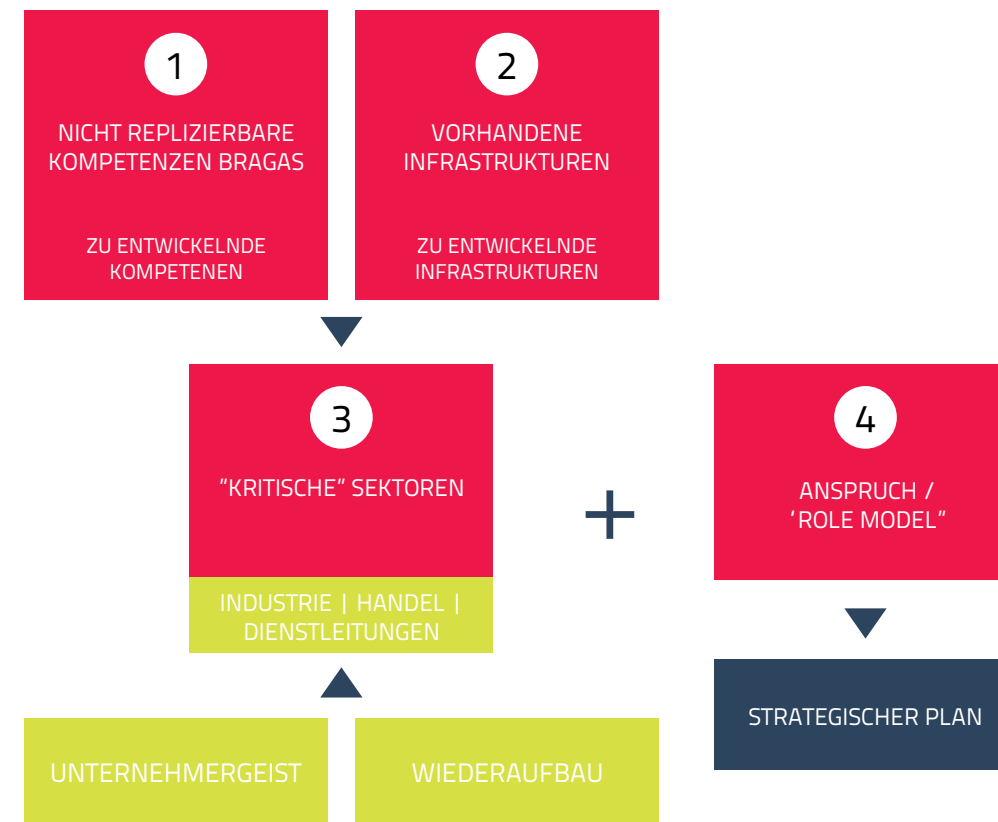 1
NICHT REPLIZIERBARE
KOMPETENZEN BRAGAS
ZU ENTWICKELNDE
KOMPETENEN
2
VORHANDENE
INFRASTRUKTUREN
ZU ENTWICKELNDE
INFRASTRUKTUREN
3
“KRITISCHE“ SEKTOREN
INDUSTRIE | HANDEL |
DIENSTLEITUNGEN
+
4
ANSPRUCH /
‘ROLE MODEL“
STRATEGISCHER PLAN
UNTERNEHMERGEIST
WIEDERAUFBAU